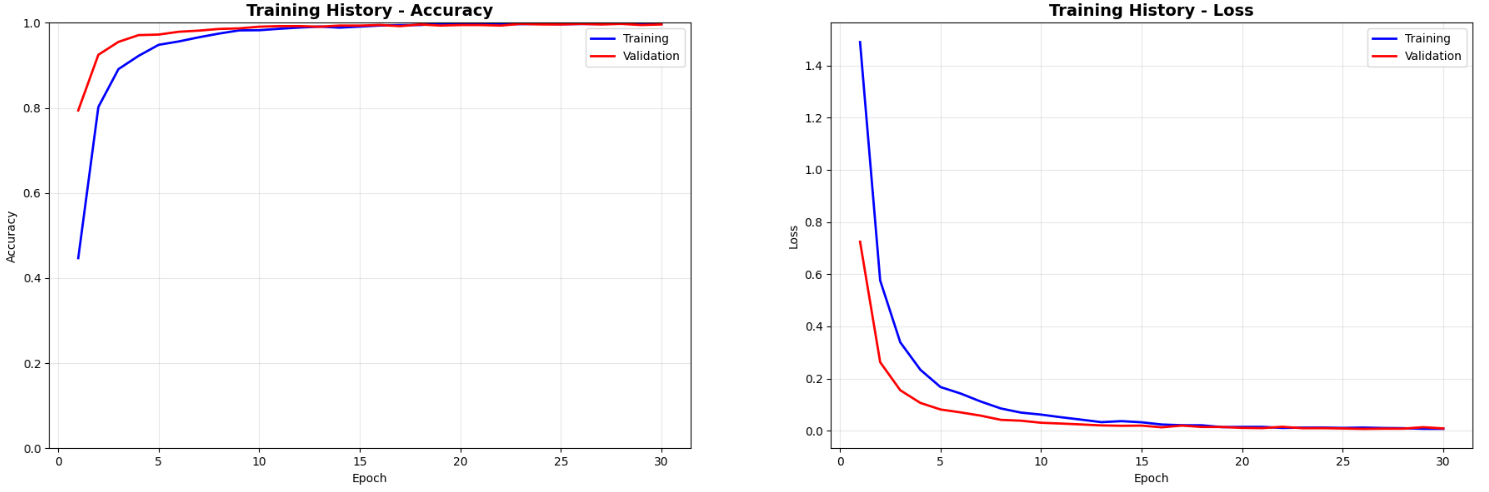 Training History - Accuracy
1.0
0.8
0.6
0.4
0.2
0.0
Accuracy
0
5
10
15
20
25
30
Epoch
Training
Validation
Training History - Loss
1.4
1.2
1.0
0.8
0.6
0.4
0.2
0.0
Loss
0
5
10
15
20
25
30
Epoch
Training
Validation